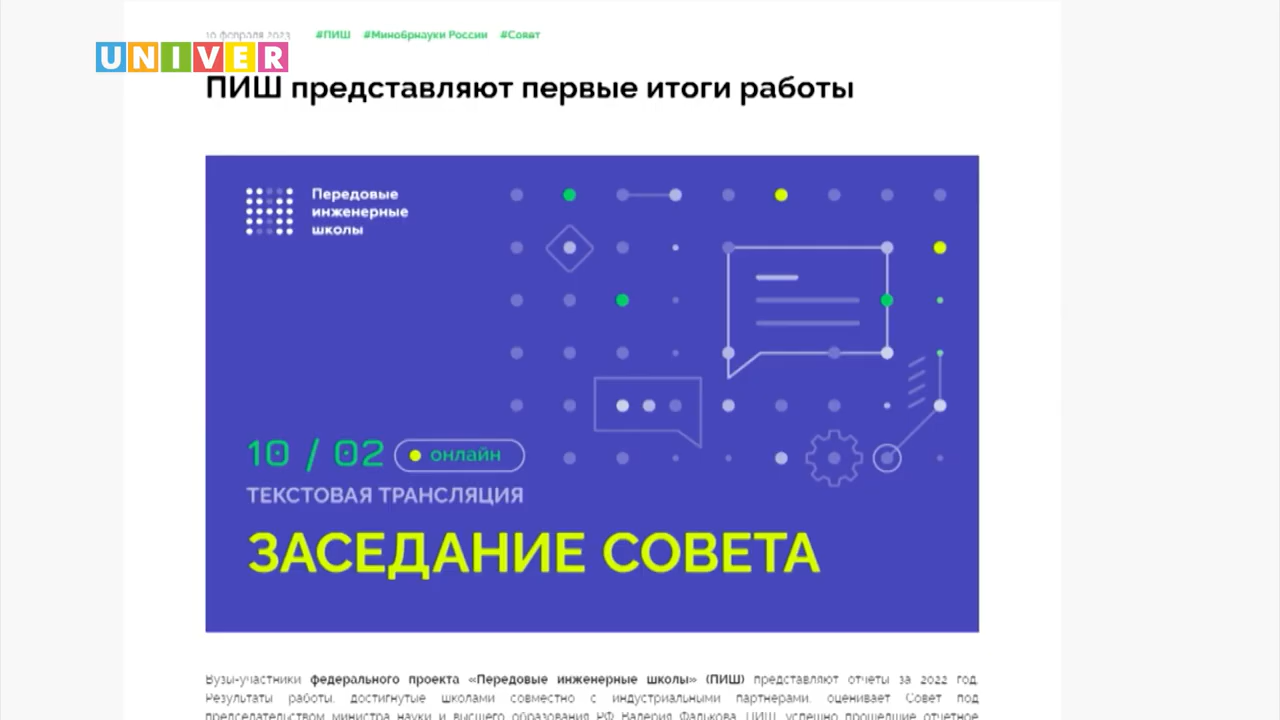 10 февраля 2023 #ПИШ #Минобрнауки России #Совет
UNIVER
ПИШ представляют первые итоги работы
Передовые
инженерные
школы
10 / 02 онлайн
ТЕКСТОВАЯ ТРАНСЛЯЦИЯ
ЗАСЕДАНИЕ СОВЕТА
Вузы-участники федерального проекта «Передовые инженерные школы» (ПИШ) представляют отчеты за 2022 год.
Результаты работы, достигнутые школами совместно с индустриальными партнерами, оценивает Совет под
председательством министра науки и высшего образования РФ Валерия Фалькова. ПИШ, успешно прошедшие отчетное